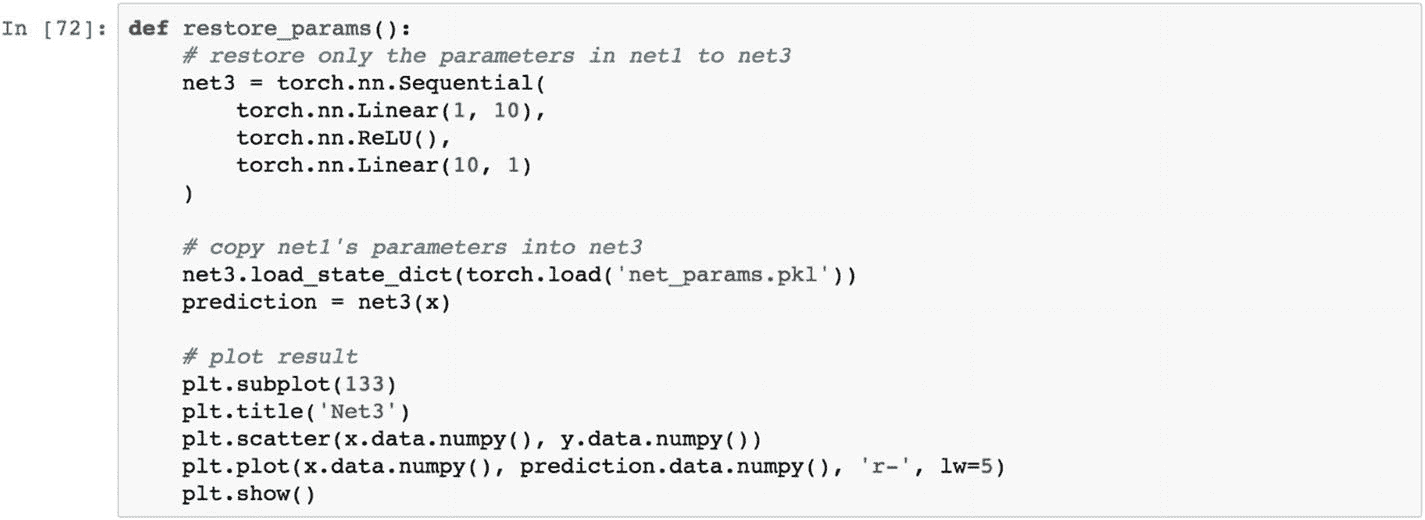 In [72]: def restore_params():
    # restore only the parameters in net1 to net3
    net3 = torch.nn.Sequential(
        torch.nn.Linear(1, 10),
        torch.nn.ReLU(),
        torch.nn.Linear(10, 1)
    )

    # copy net1's parameters into net3
    net3.load_state_dict(torch.load('net_params.pkl'))
    prediction = net3(x)

    # plot result
    plt.subplot(133)
    plt.title('Net3')
    plt.scatter(x.data.numpy(), y.data.numpy())
    plt.plot(x.data.numpy(), prediction.data.numpy(), 'r-', lw=5)
    plt.show()